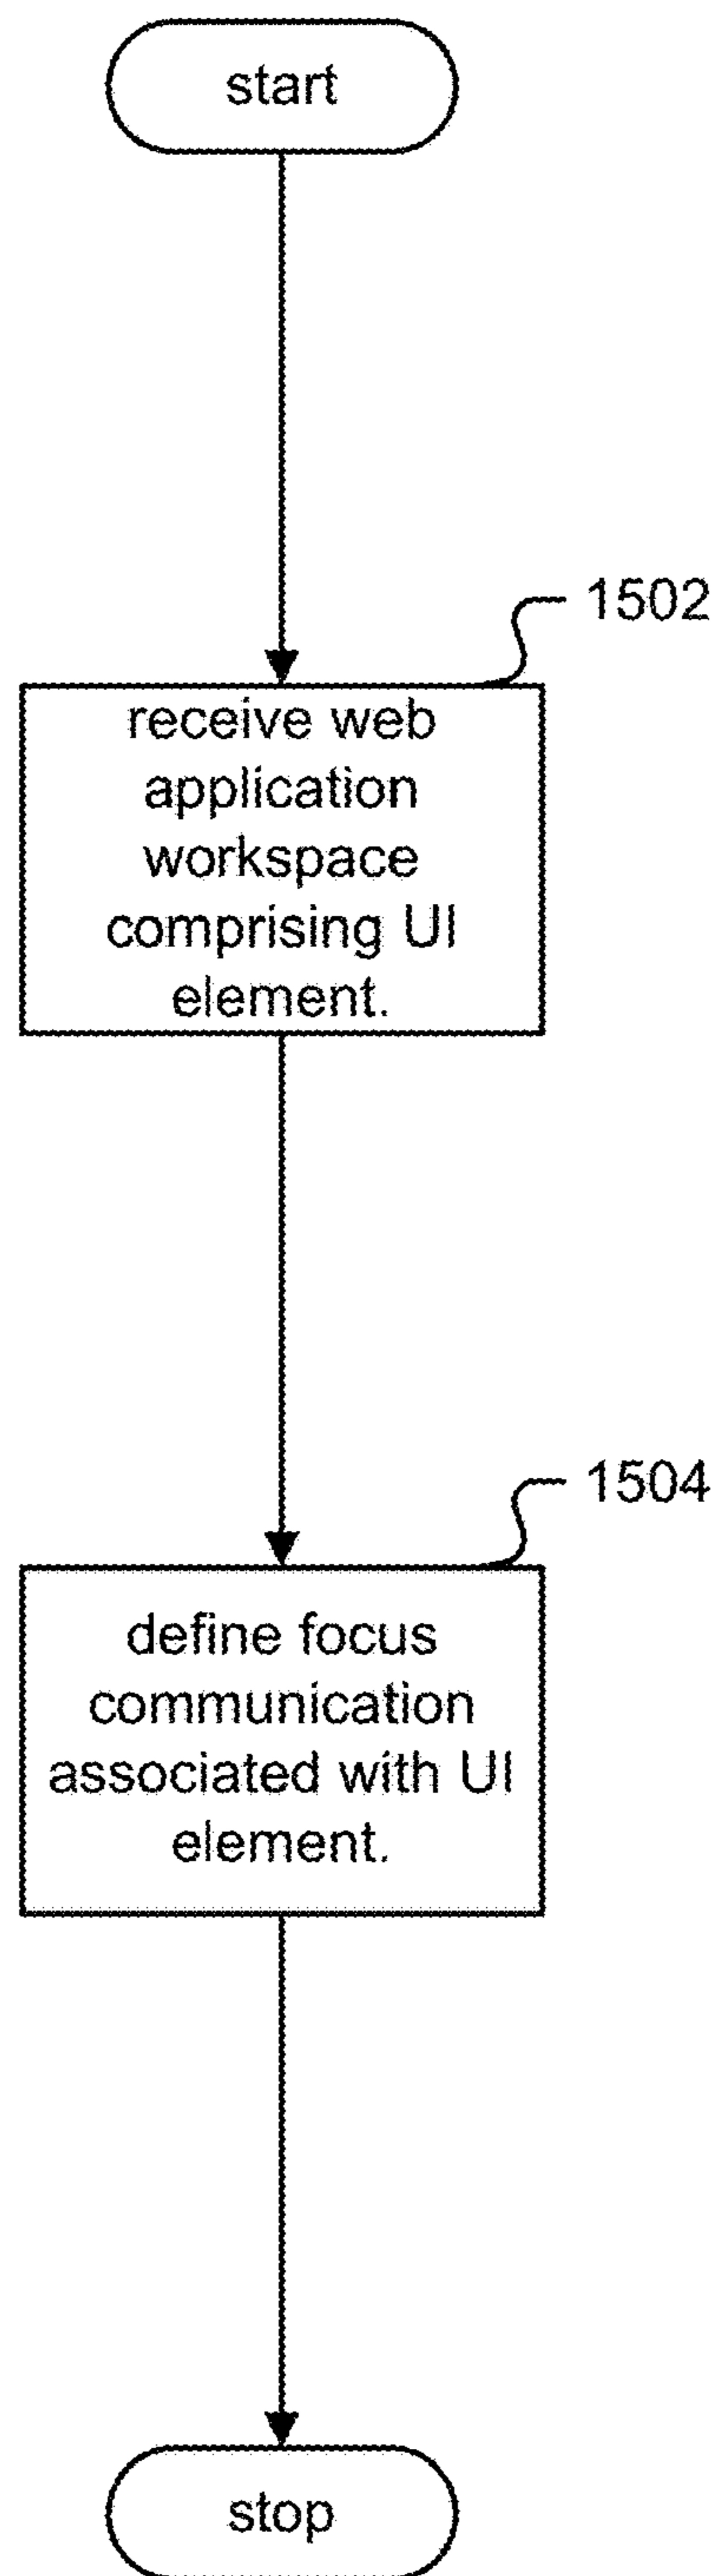 start
1502
receive web
application
workspace
comprising UI
element.
1504
define focus
communication
associated with UI
element.
stop